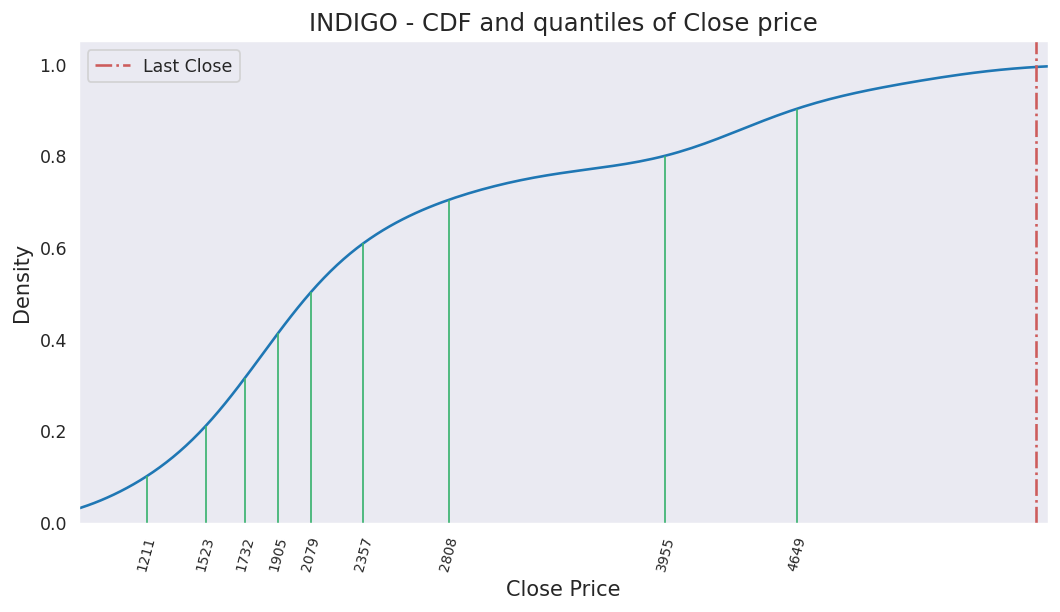 INDIGO - CDF and quantiles of Close price
Last Close
Density
1.0
0.8
0.6
0.4
0.2
0.0
1211 1523 1732 1905 2079 2357 2808 3955 4649
Close Price